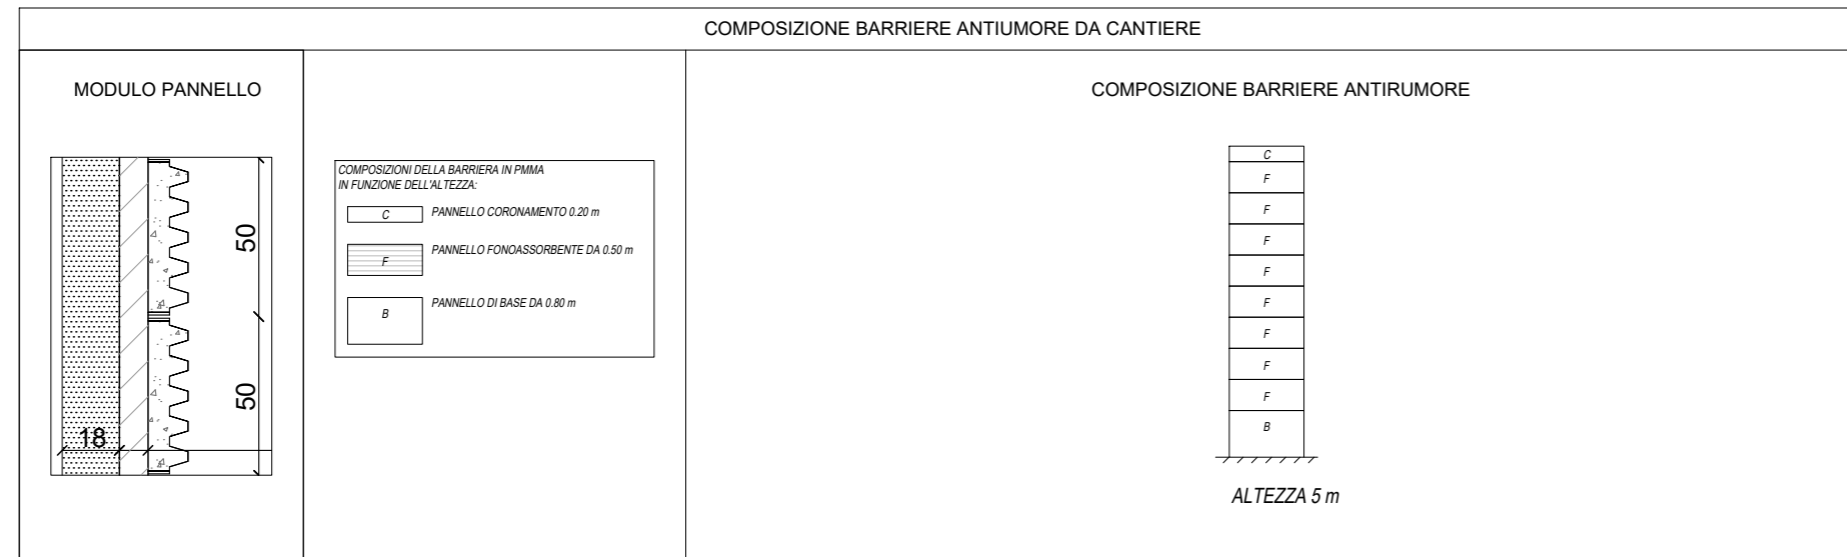 COMPOSIZIONE BARRIERE ANTIUMORE DA CANTIERE
MODULO PANNELLO
50
50
18
COMPOSIZIONI DELLA BARRIERA IN PMMA
IN FUNZIONE DELL'ALTEZZA:
C PANNELLO CORONAMENTO 0.20 m
F PANNELLO FONOASSORBENTE DA 0.50 m
B PANNELLO DI BASE DA 0.80 m
COMPOSIZIONE BARRIERE ANTIRUMORE
C
F
F
F
F
F
F
F
F
B
ALTEZZA 5 m